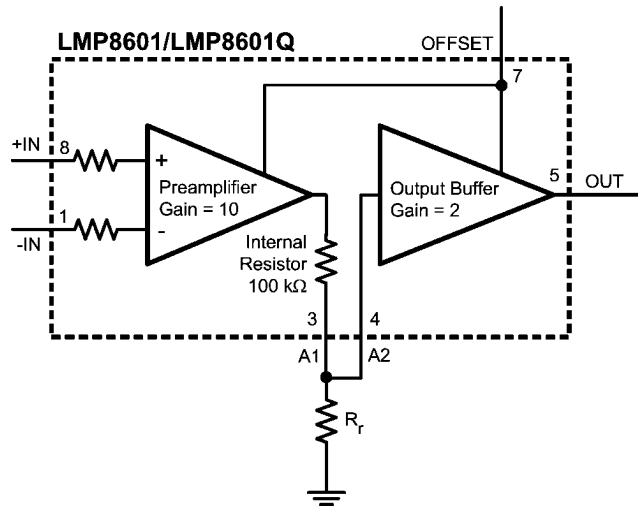 LMP8601/LMP8601Q
OFFSET
7
+IN
8
+
Preamplifier
Gain = 10
-
1
-IN
Output Buffer
Gain = 2
5
OUT
Internal
Resistor
100 kΩ
3
4
A1
A2
Rr